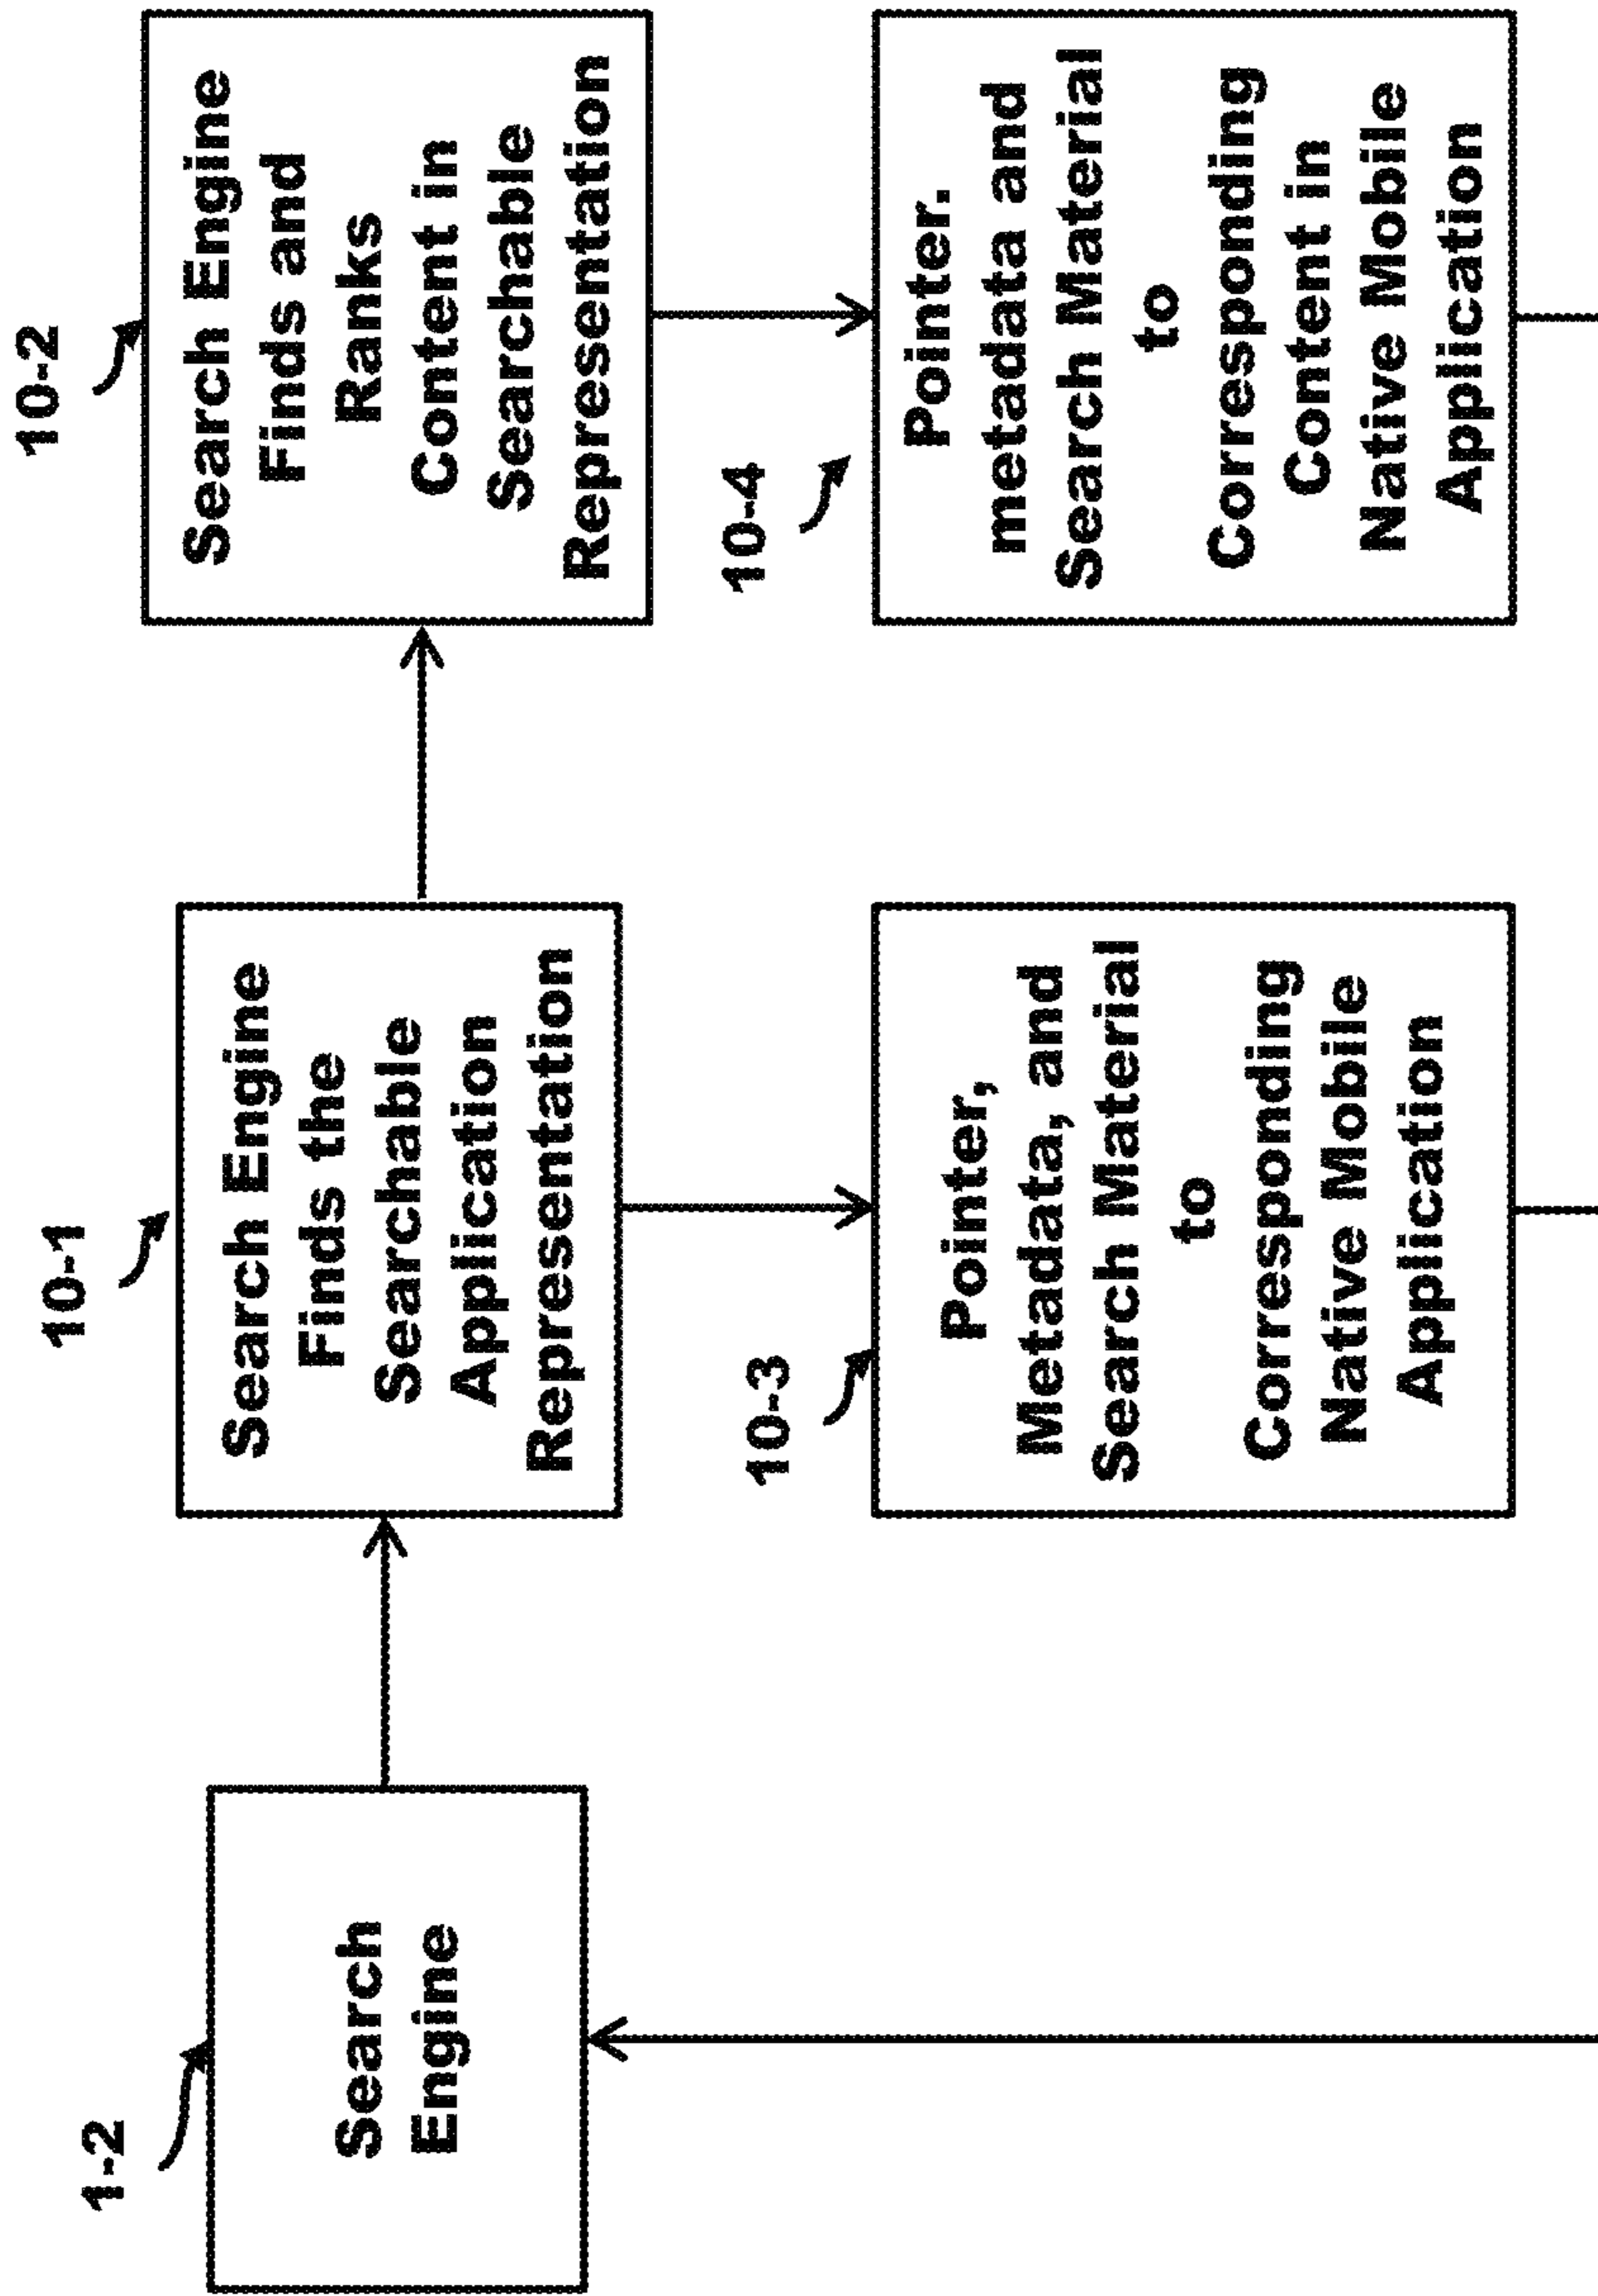 1-2
Search
Engine
10-1
Search Engine
Finds the
Searchable
Application
Representation
10-2
Search Engine
Finds and
Ranks
Content in
Searchable
Representation
10-3
Pointer,
Metadata, and
Search Material
to
Corresponding
Native Mobile
Application
10-4
Pointer.
metadata and
Search Material
to
Corresponding
Content in
Native Mobile
Application